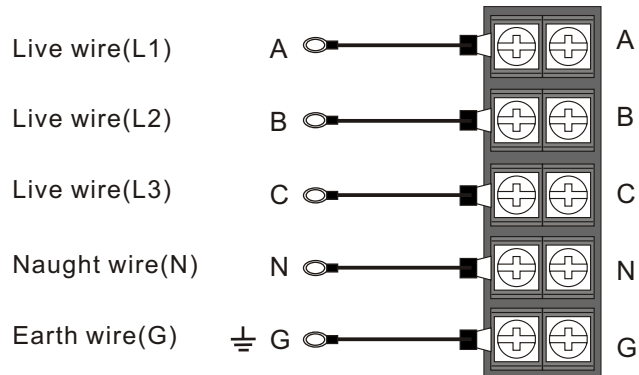 Live wire(L1) A A
Live wire(L2) B B
Live wire(L3) C C
Naught wire(N) N N
Earth wire(G) G G